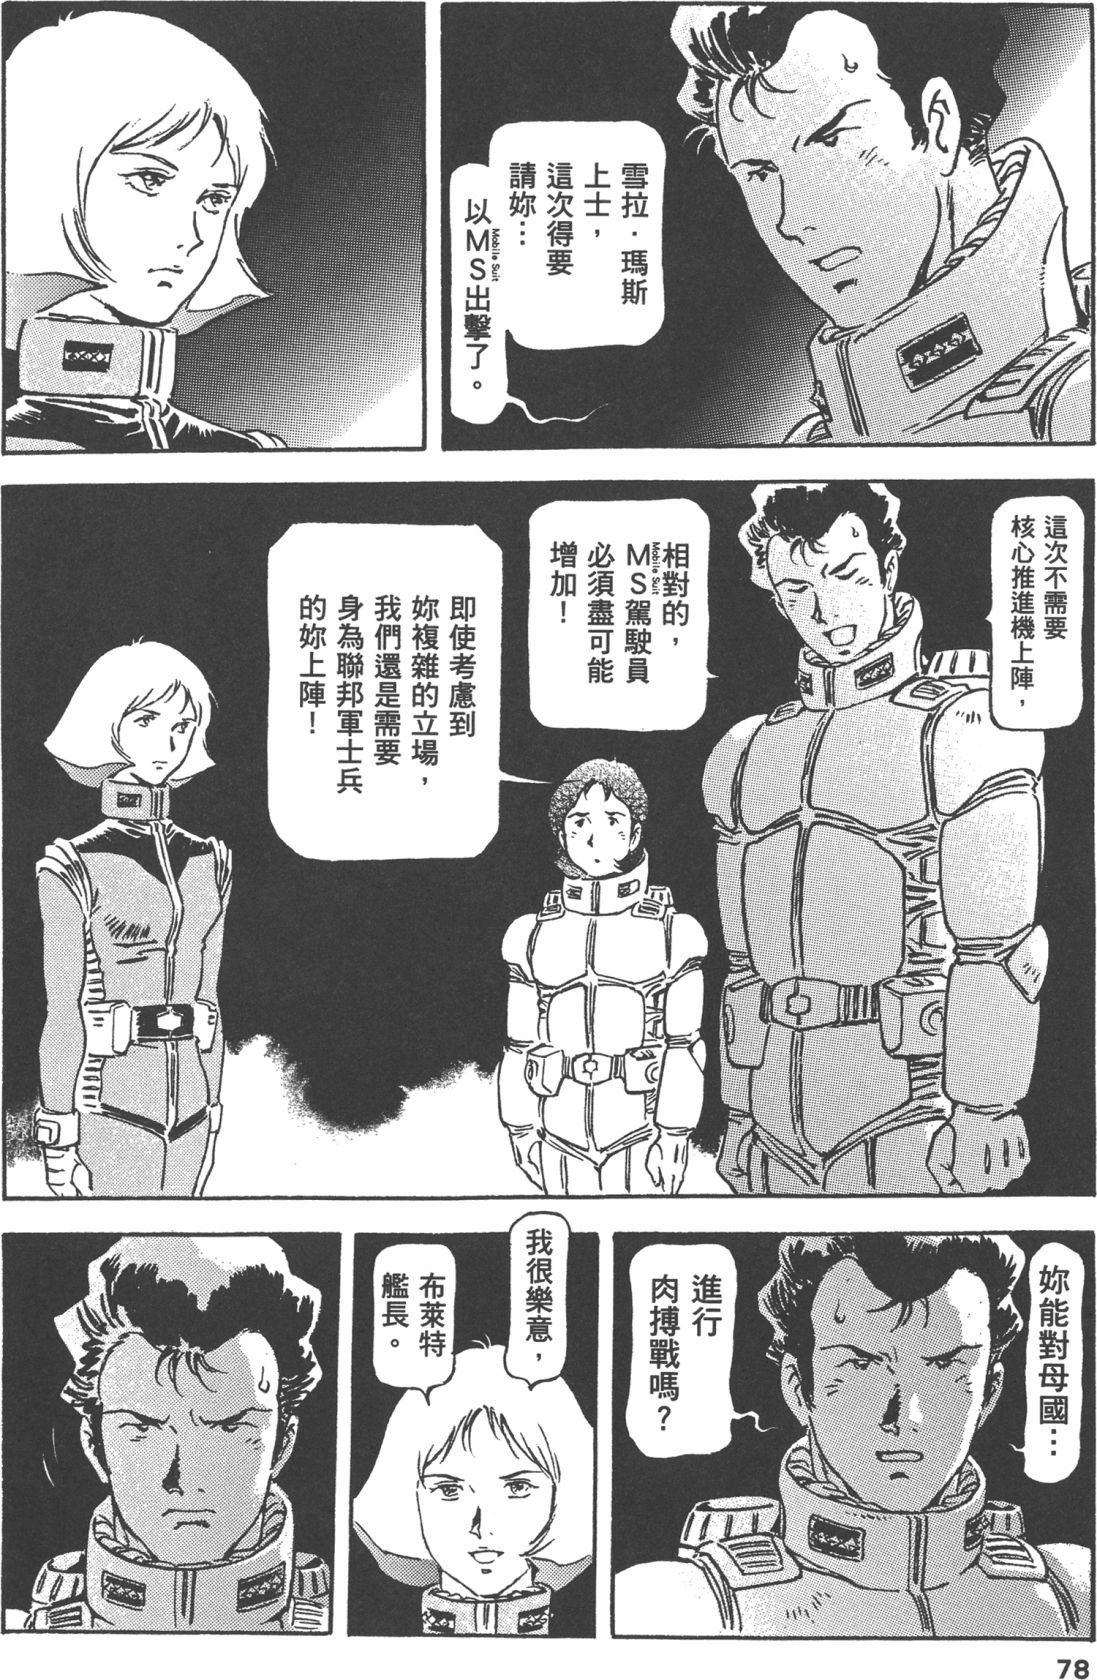 雪拉．瑪斯
上士，
這次得要
請妳…
以MS出擊了。
Mobile Suit
這次不需要
核心推進機上陣，
相對的，
MS駕駛員
Mobile Suit
必須盡可能
增加！
即使考慮到
妳複雜的立場，
我們還是需要
身為聯邦軍士兵
的妳上陣！
妳能對母國…
進行
肉搏戰嗎？
我很樂意，
布萊特
艦長。
78